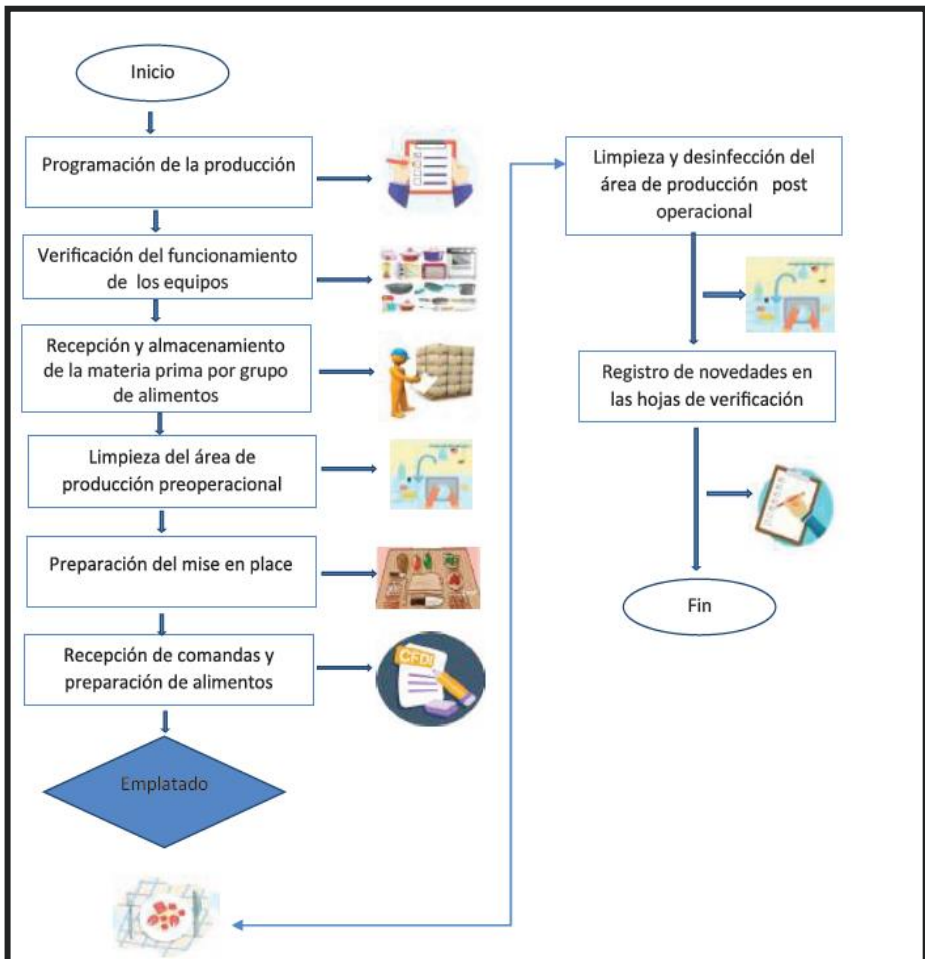 Inicio
Programación de la producción
Verificación del funcionamiento
de los equipos
Recepción y almacenamiento
de la materia prima por grupo
de alimentos
Limpieza del área de
producción preoperacional
Preparación del mise en place
Recepción de comandas y
preparación de alimentos
CFDI
Emplatado
Limpieza y desinfección del
área de producción post
operacional
Registro de novedades en
las hojas de verificación
Fin